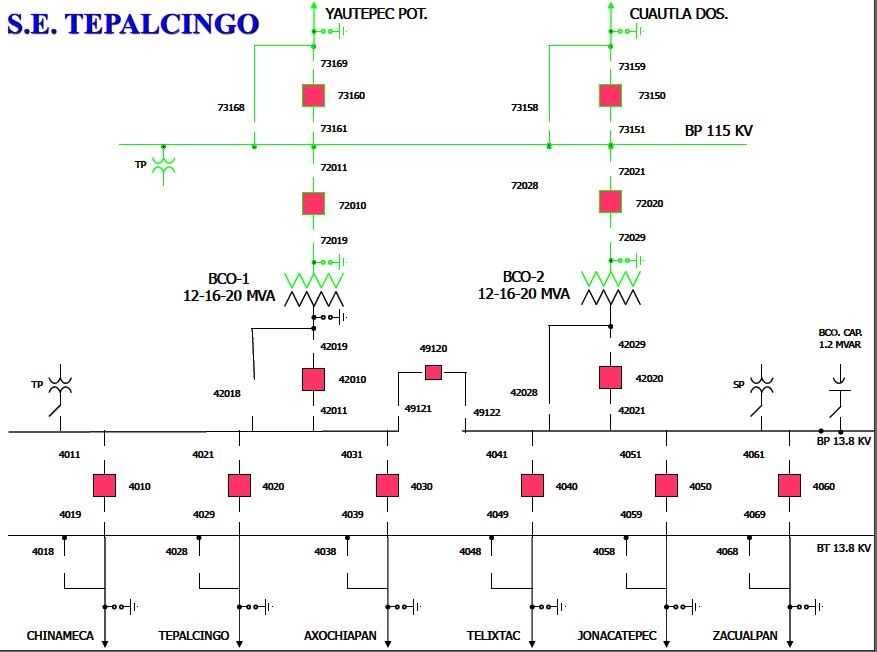 S.E. TEPALCINGO
YAUTEPEC POT.
CUAUTLA DOS.
73169
73159
73168
73160
73158
73150
73161
73151
BP 115 KV
TP
72011
72021
72028
72010
72020
72019
72029
BCO-1
12-16-20 MVA
BCO-2
12-16-20 MVA
BCO. CAP.
1.2 MVAR
42019
49120
42029
TP
42018
42010
42028
42020
SP
42011
49121
49122
42021
BP 13.8 KV
4011
4021
4031
4041
4051
4061
4010
4020
4030
4040
4050
4060
4019
4029
4039
4049
4059
4069
4018
4028
4038
4048
4058
4068
BT 13.8 KV
CHINAMECA
TEPALCINGO
AXOCHIAPAN
TELIXTAC
JONACATEPEC
ZACUALPAN